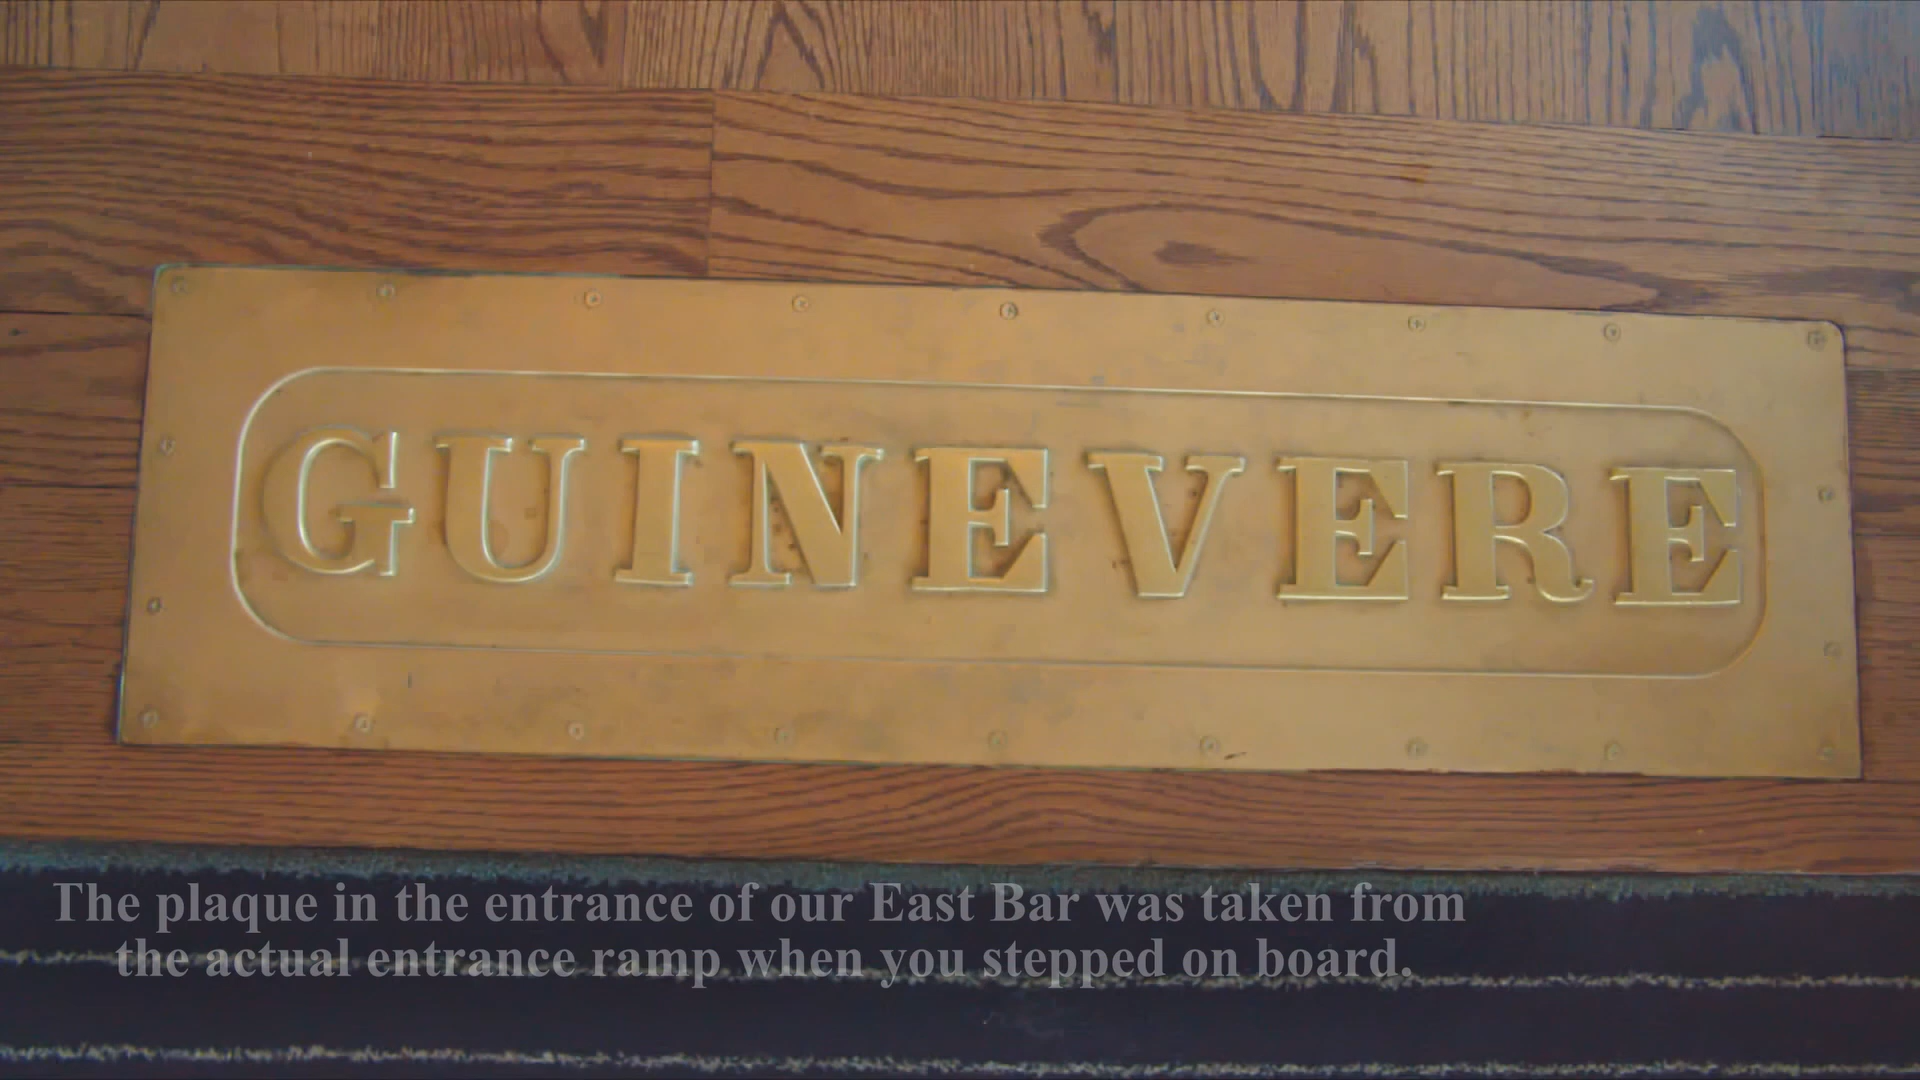 GUINEVERE
The plaque in the entrance of our East Bar was taken from
the actual entrance ramp when you stepped on board.